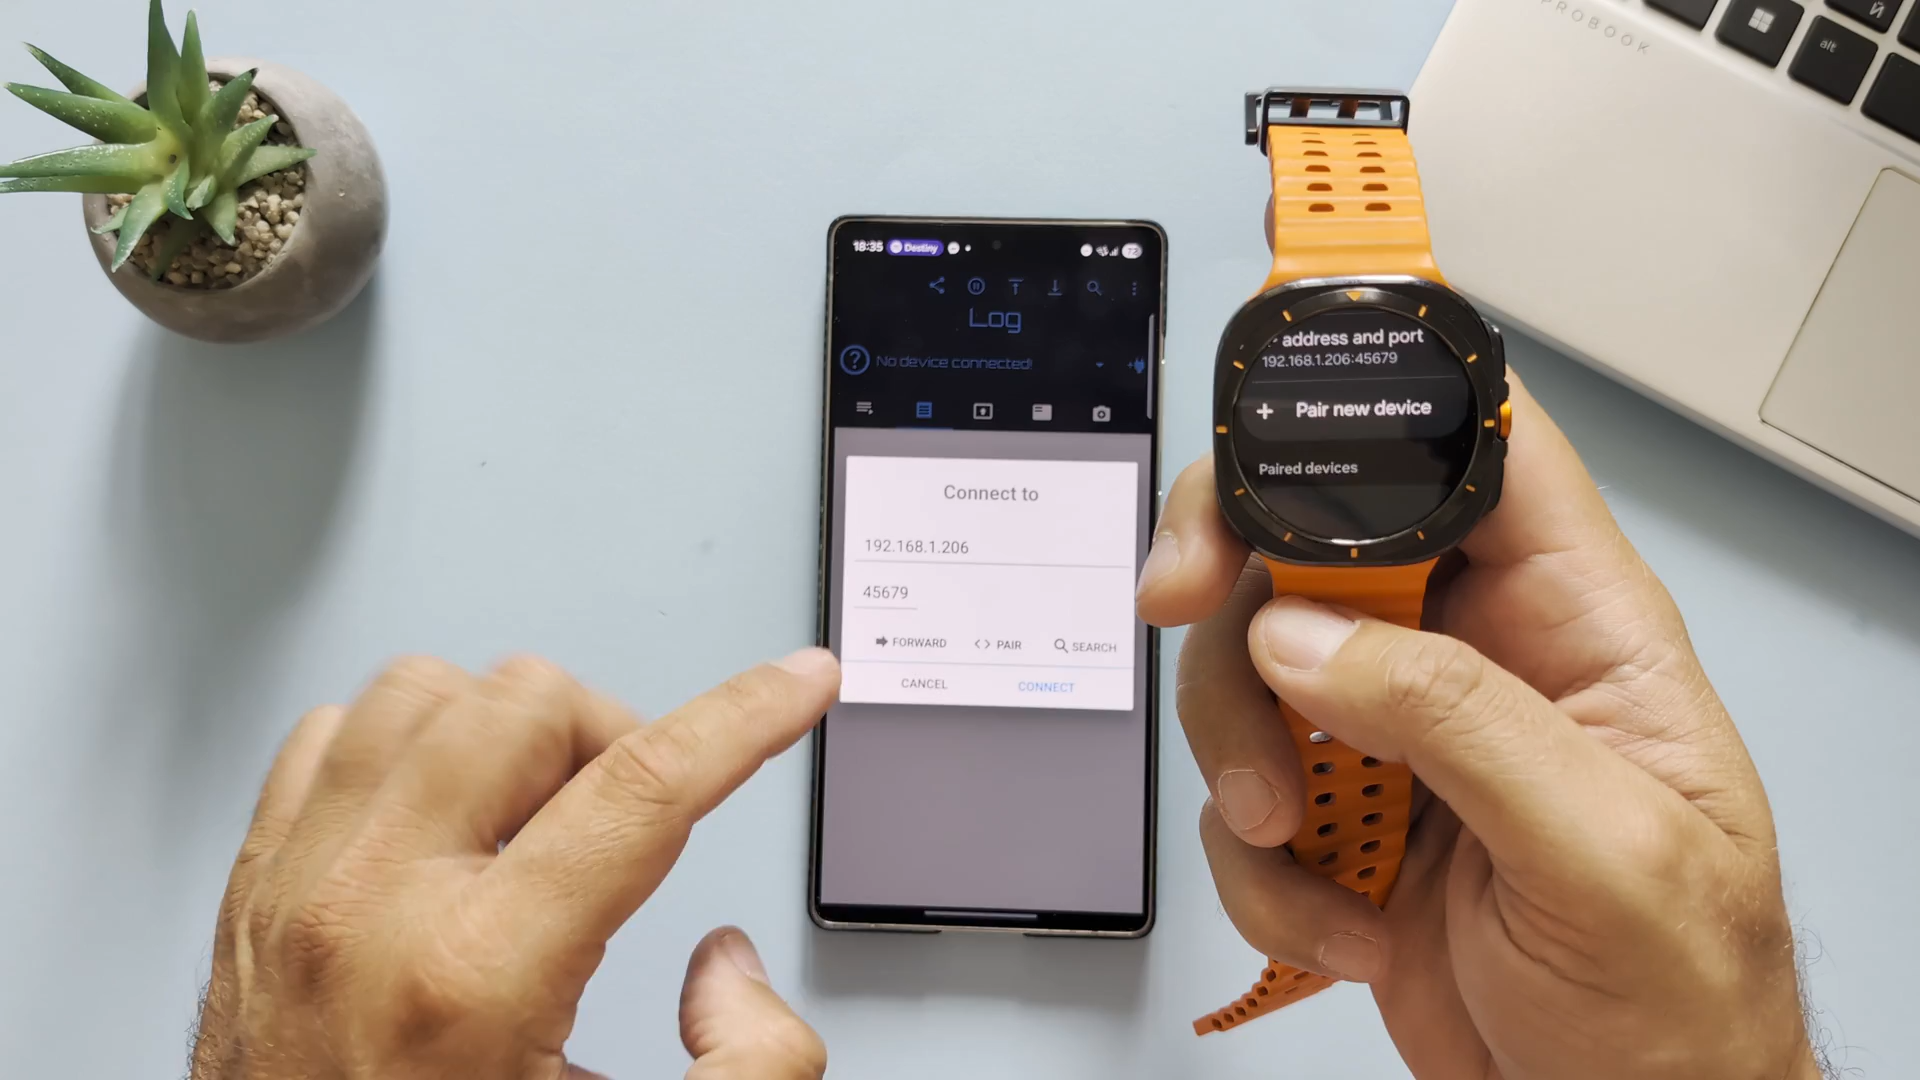 PROBOOK
alt
Й
18:35 Destiny
72
Log
No device connected!
Connect to
192.168.1.206
45679
FORWARD
PAIR
SEARCH
CANCEL
CONNECT
address and port
192.168.1.206:45679
+ Pair new device
Paired devices